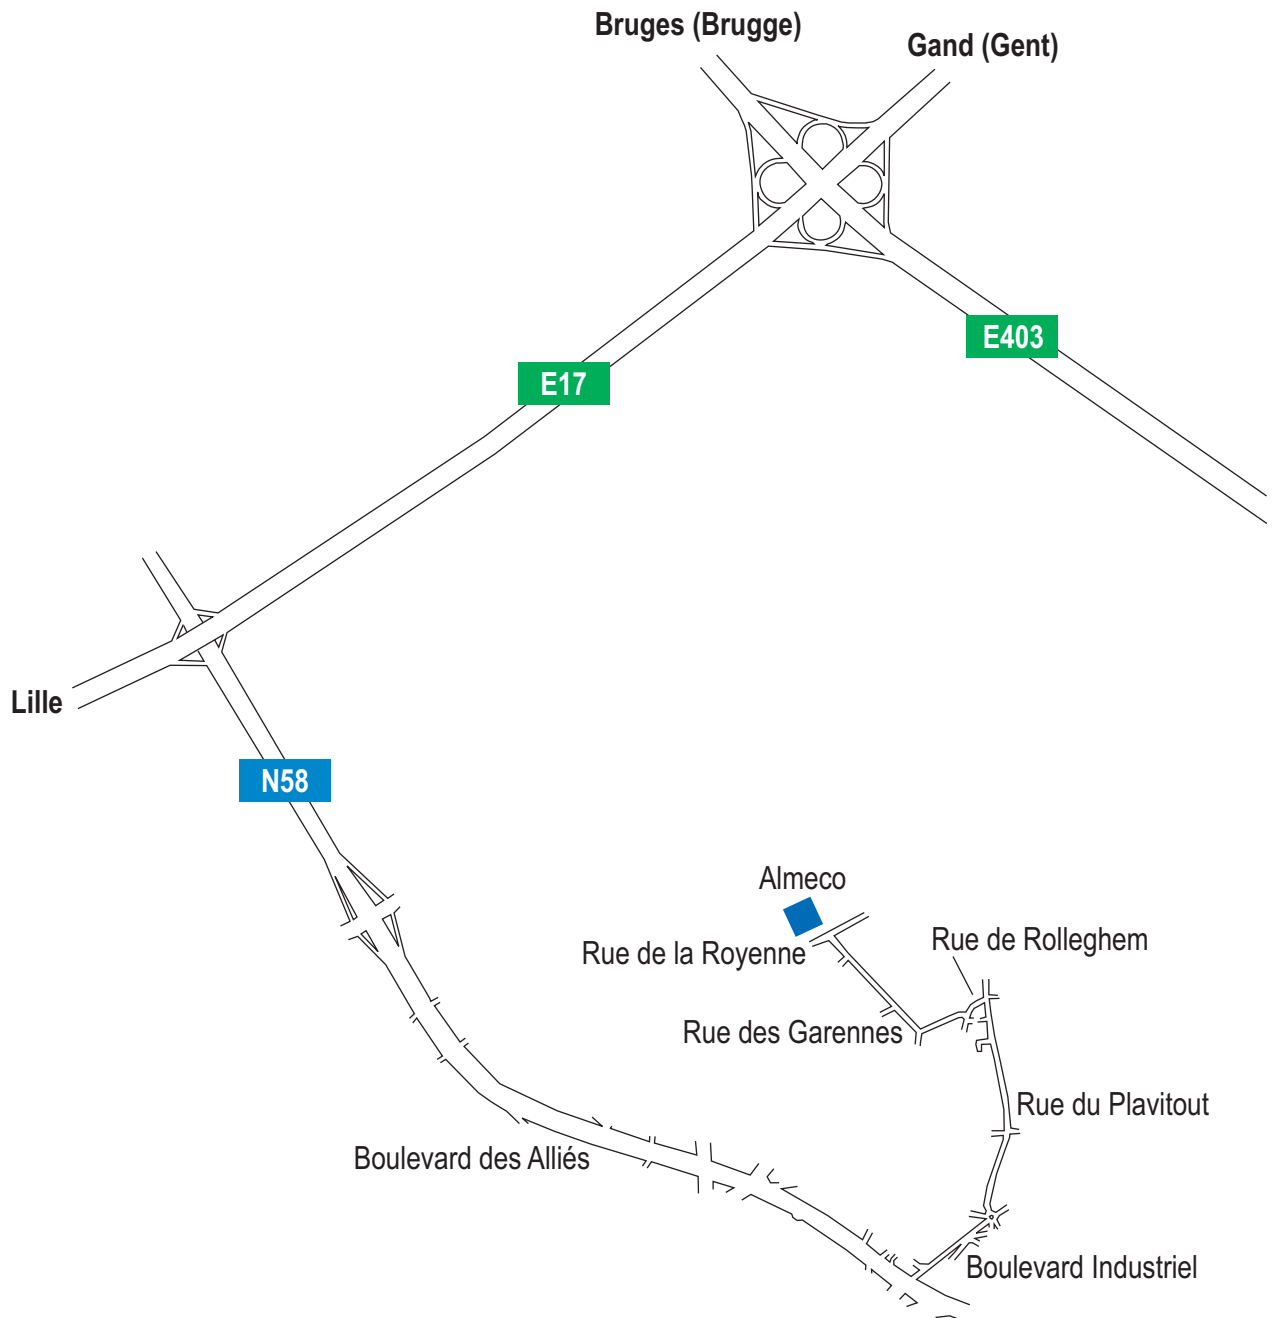 Bruges (Brugge)
Gand (Gent)
E403
E17
Lille
N58
Almeco
Rue de Rolleghem
Rue de la Royenne
Rue des Garennes
Rue du Plavitout
Boulevard des Alliés
Boulevard Industriel